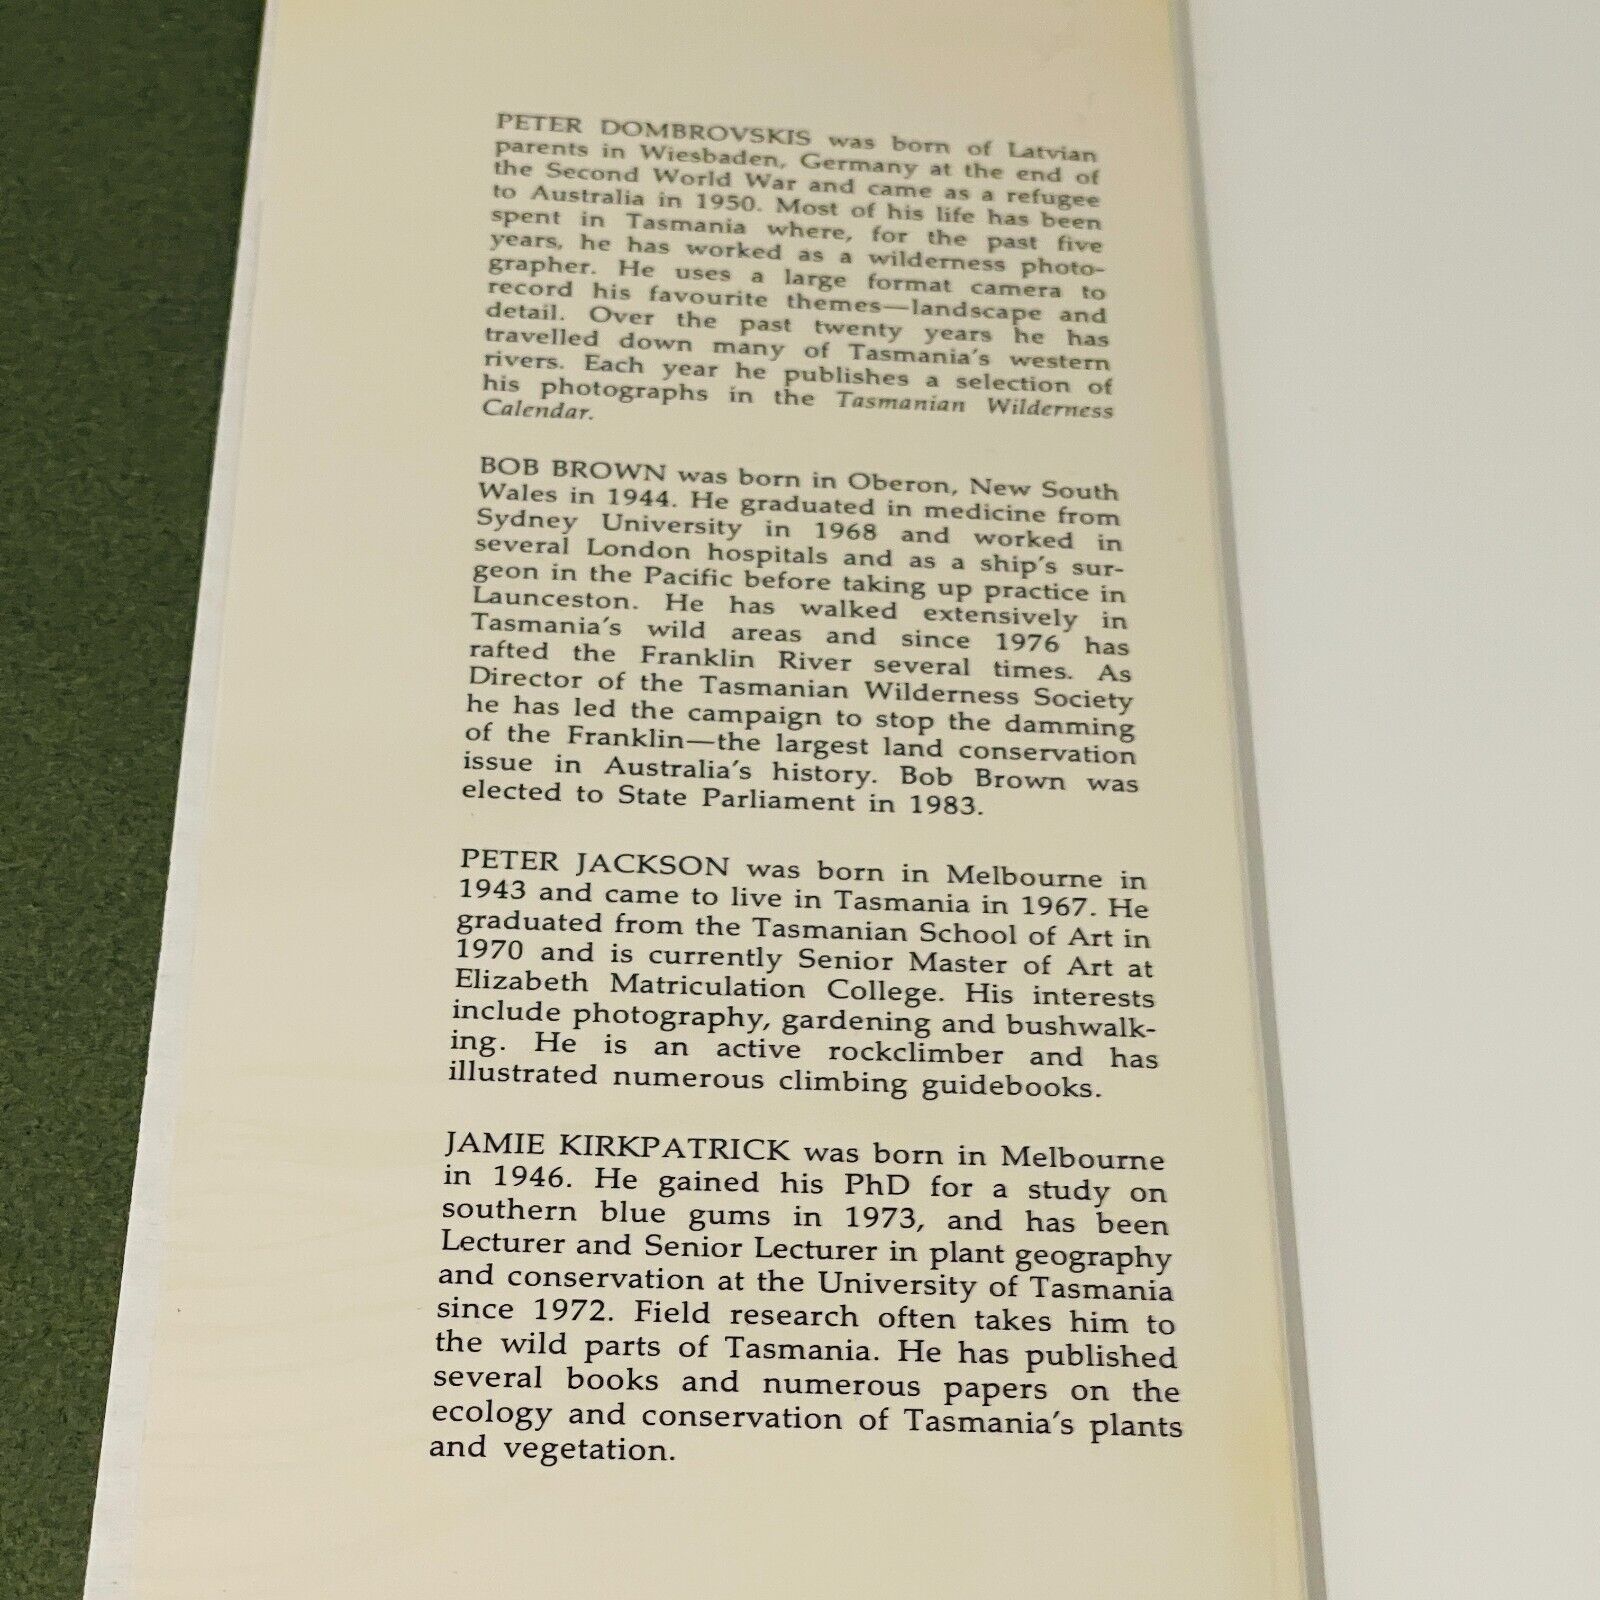 PETER DOMBROVSKIS was born of Latvian
parents in Wiesbaden, Germany at the end of
the Second World War and came as a refugee
to Australia in 1950. Most of his life has been
spent in Tasmania where, for the past five
years, he has worked as a wilderness photo-
grapher. He uses a large format camera to
record his favourite themes—landscape and
detail. Over the past twenty years he has
travelled down many of Tasmania's western
rivers. Each year he publishes a selection of
his photographs in the Tasmanian Wilderness
Calendar.
BOB BROWN was born in Oberon, New South
Wales in 1944. He graduated in medicine from
Sydney University in 1968 and worked in
several London hospitals and as a ship's sur-
geon in the Pacific before taking up practice in
Launceston. He has walked extensively in
Tasmania's wild areas and since 1976 has
rafted the Franklin River several times. As
Director of the Tasmanian Wilderness Society
he has led the campaign to stop the damming
of the Franklin—the largest land conservation
issue in Australia's history. Bob Brown was
elected to State Parliament in 1983.
PETER JACKSON was born in Melbourne in
1943 and came to live in Tasmania in 1967. He
graduated from the Tasmanian School of Art in
1970 and is currently Senior Master of Art at
Elizabeth Matriculation College. His interests
include photography, gardening and bushwalk-
ing. He is an active rockclimber and has
illustrated numerous climbing guidebooks.
JAMIE KIRKPATRICK was born in Melbourne
in 1946. He gained his PhD for a study on
southern blue gums in 1973, and has been
Lecturer and Senior Lecturer in plant geography
and conservation at the University of Tasmania
since 1972. Field research often takes him to
the wild parts of Tasmania. He has published
several books and numerous papers on the
ecology and conservation of Tasmania's plants
and vegetation.